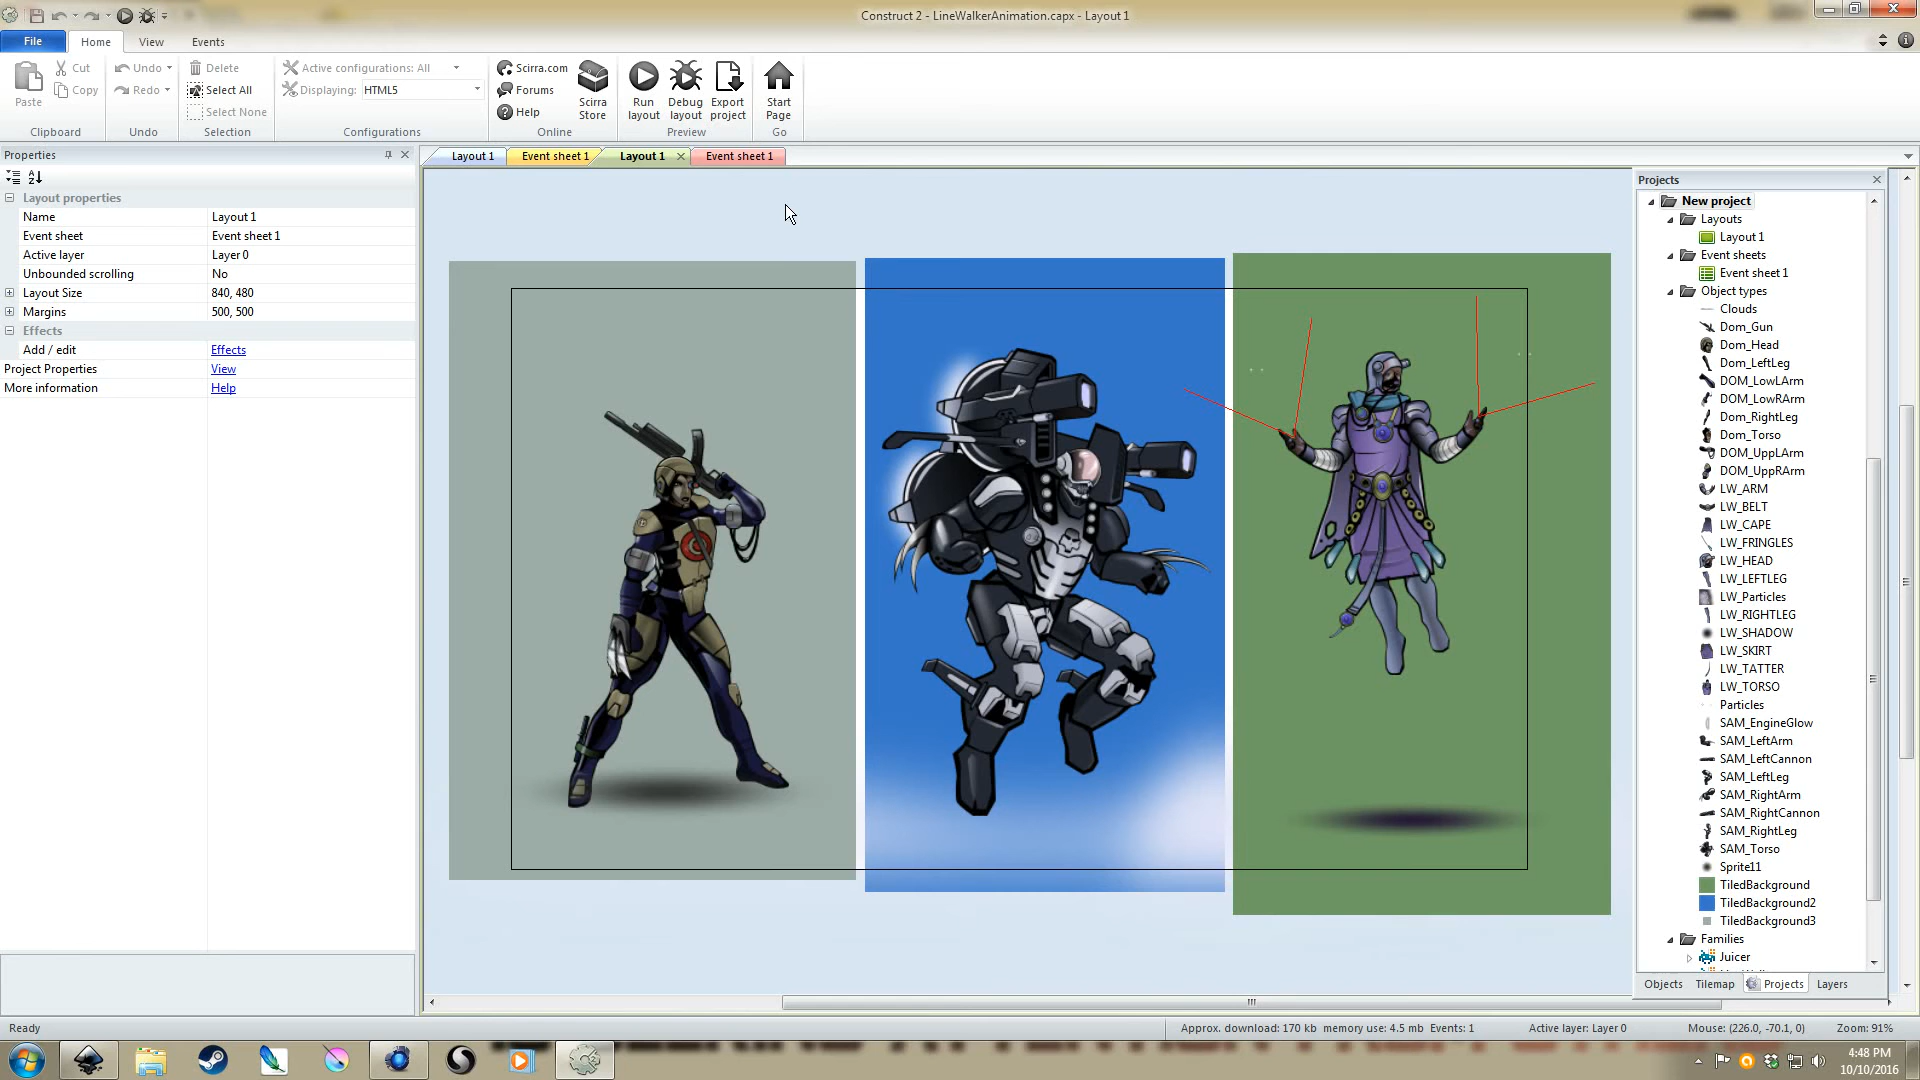 Construct 2 - LineWalkerAnimation.capx - Layout 1
File Home View Events
Paste Cut Copy
Undo Redo
Delete Select All Select None
Active configurations: All
Displaying: HTML5
Scirra.com Forums Help
Scirra Store
Run layout Debug layout Export project
Start Page
Clipboard Undo Selection Configurations Online Preview Go
Properties
Layout 1 Event sheet 1 Layout 1 Event sheet 1
Layout properties
Name Layout 1
Event sheet Event sheet 1
Active layer Layer 0
Unbounded scrolling No
Layout Size 840, 480
Margins 500, 500
Effects
Add / edit Effects
Project Properties View
More information Help
Projects
New project
Layouts
Layout 1
Event sheets
Event sheet 1
Object types
Clouds
Dom_Gun
Dom_Head
Dom_LeftLeg
DOM_LowLArm
DOM_LowRArm
Dom_RightLeg
Dom_Torso
DOM_UppLArm
DOM_UppRArm
LW_ARM
LW_BELT
LW_CAPE
LW_FRINGLES
LW_HEAD
LW_LEFTLEG
LW_Particles
LW_RIGHTLEG
LW_SHADOW
LW_SKIRT
LW_TATTER
LW_TORSO
Particles
SAM_EngineGlow
SAM_LeftArm
SAM_LeftCannon
SAM_LeftLeg
SAM_RightArm
SAM_RightCannon
SAM_RightLeg
SAM_Torso
Sprite11
TiledBackground
TiledBackground2
TiledBackground3
Families
Juicer
Objects Tilemap Projects Layers
Ready
Approx. download: 170 kb memory use: 4.5 mb Events: 1 Active layer: Layer 0 Mouse: (226.0, -70.1, 0) Zoom: 91%
4:48 PM
10/10/2016